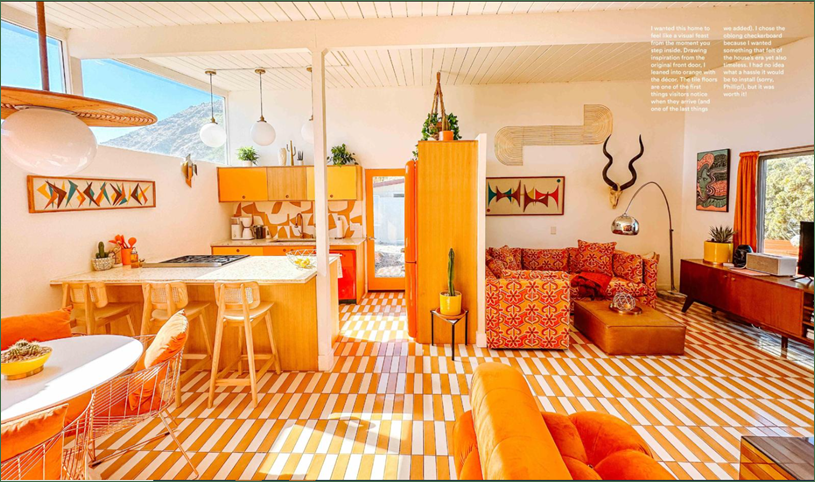 I wanted this home to
feel like a visual feast
from the moment you
step inside. Drawing
inspiration from the
original front door, I
leaned into orange with
the décor. The tile floors
are one of the first
things visitors notice
when they arrive (and
one of the last things
we added). I chose the
oblong checkerboard
because I wanted
something that felt of
the house's era yet also
timeless. I had no idea
what a hassle it would
be to install (sorry,
Phillip!), but it was
worth it!